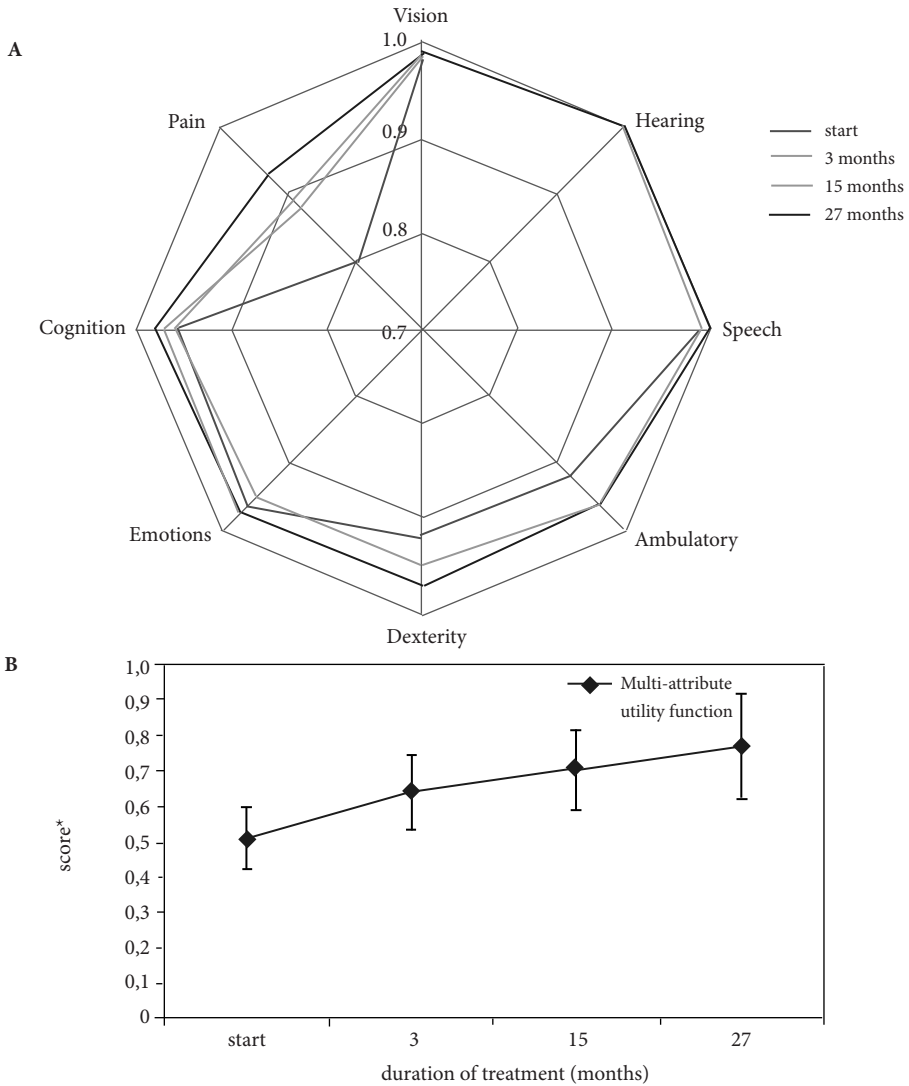 A
Vision
1.0
Pain
Hearing
0.9
start
3 months
15 months
27 months
0.8
Cognition
0.7
Speech
Emotions
Ambulatory
Dexterity
B
1,0
0,9
0,8
0,7
0,6
0,5
0,4
0,3
0,2
0,1
0
score*
Multi-attribute
utility function
start
3
15
27
duration of treatment (months)